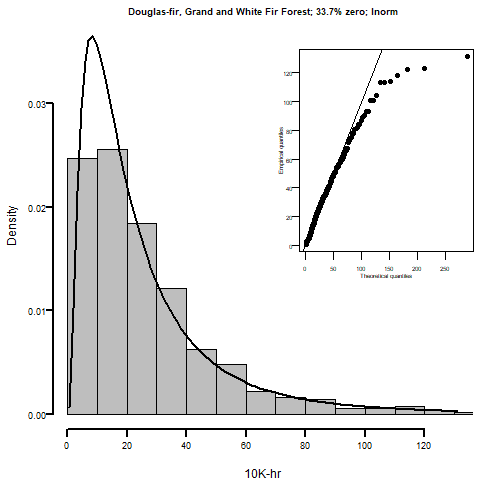 Douglas-fir, Grand and White Fir Forest; 33.7% zero; lnorm
Density
0.03
0.02
0.01
0.00
0 20 40 60 80 100 120
10K-hr
Empirical quantiles
120
100
80
60
40
20
0
0 50 100 150 200 250
Theoretical quantiles